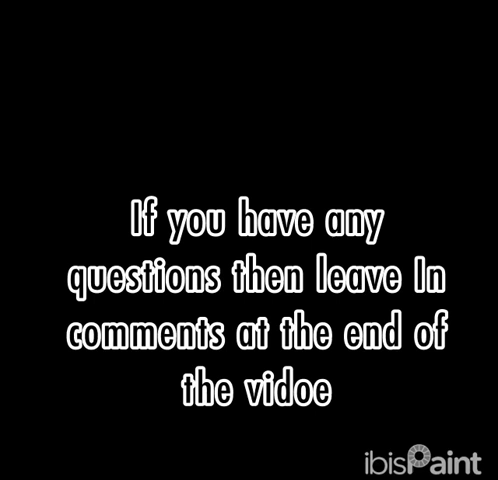 If you have any
questions then leave In
comments at the end of
the vidoe
ibisPaint